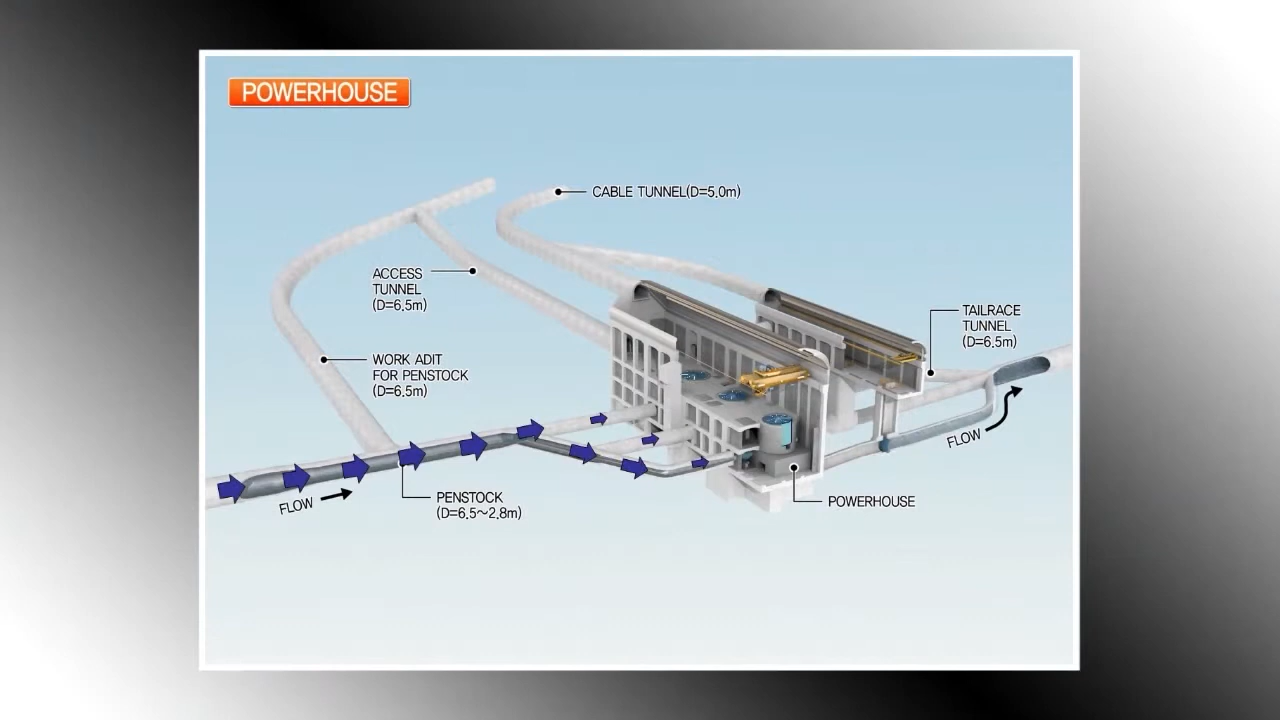 POWERHOUSE
CABLE TUNNEL(D=5.0m)
ACCESS
TUNNEL
(D=6.5m)
TAILRACE
TUNNEL
(D=6.5m)
WORK ADIT
FOR PENSTOCK
(D=6.5m)
FLOW
PENSTOCK
(D=6.5~2.8m)
FLOW
POWERHOUSE